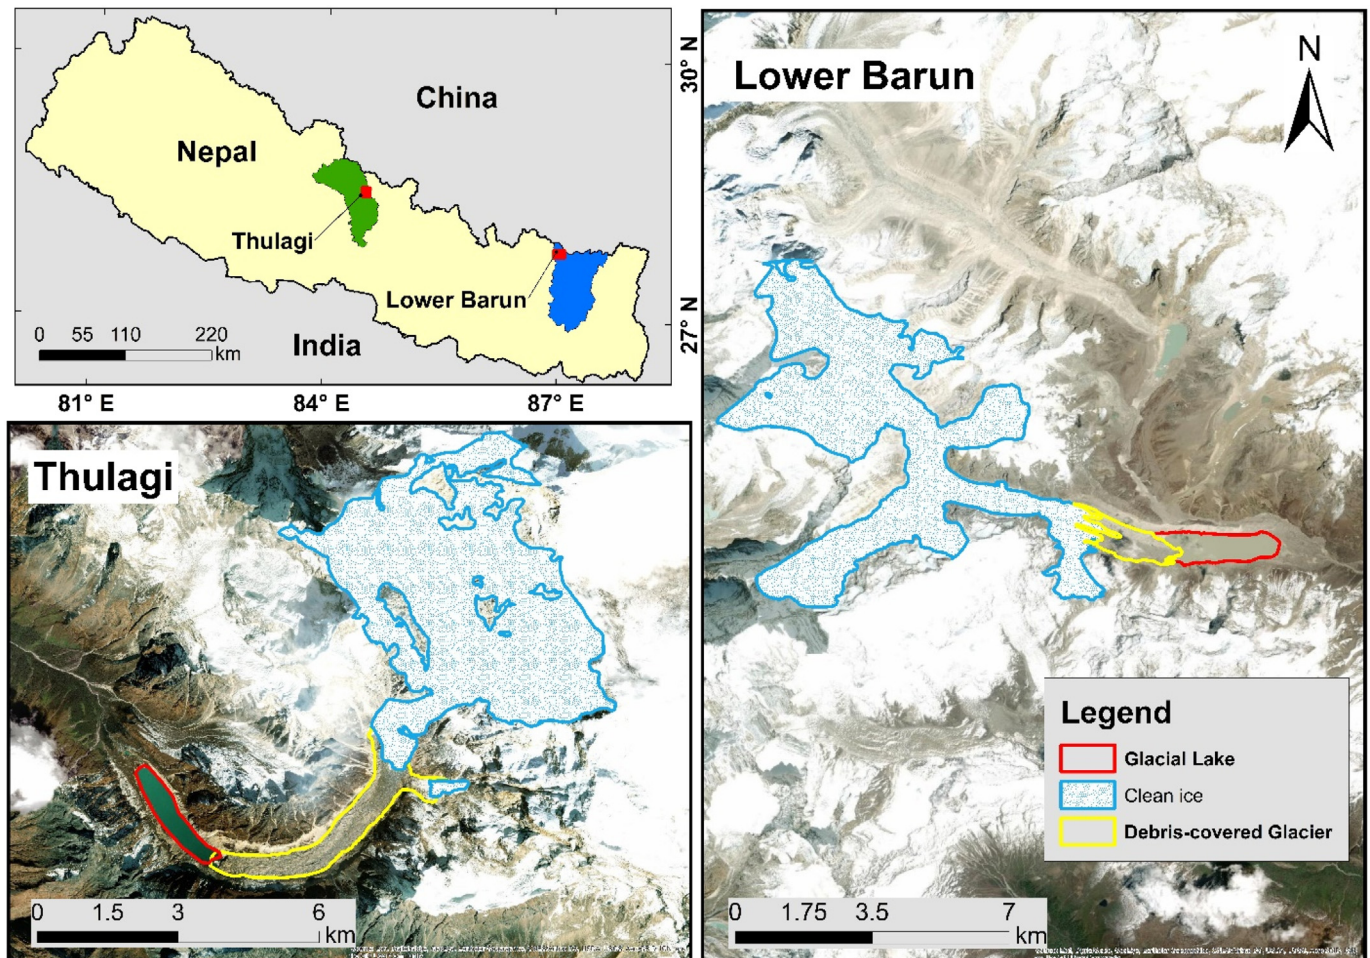 China
Nepal
Thulagi
Lower Barun
India
0 55 110 220
km
30° N
27° N
81° E 84° E 87° E
Thulagi
0 1.5 3 6
km
Lower Barun
N
Legend
Glacial Lake
Clean ice
Debris-covered Glacier
0 1.75 3.5 7
km